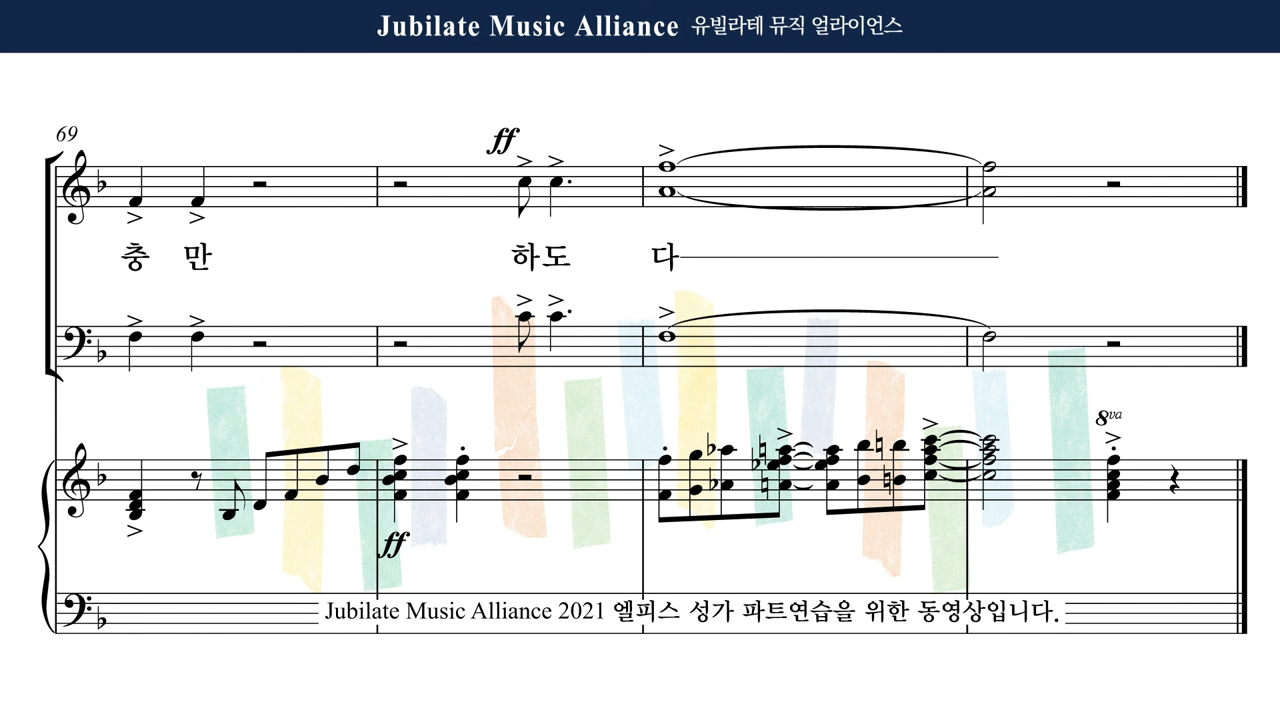 Jubilate Music Alliance 유빌라테 뮤직 얼라이언스
69
ff
충 만 하도 다
8va
ff
Jubilate Music Alliance 2021 엘피스 성가 파트연습을 위한 동영상입니다.